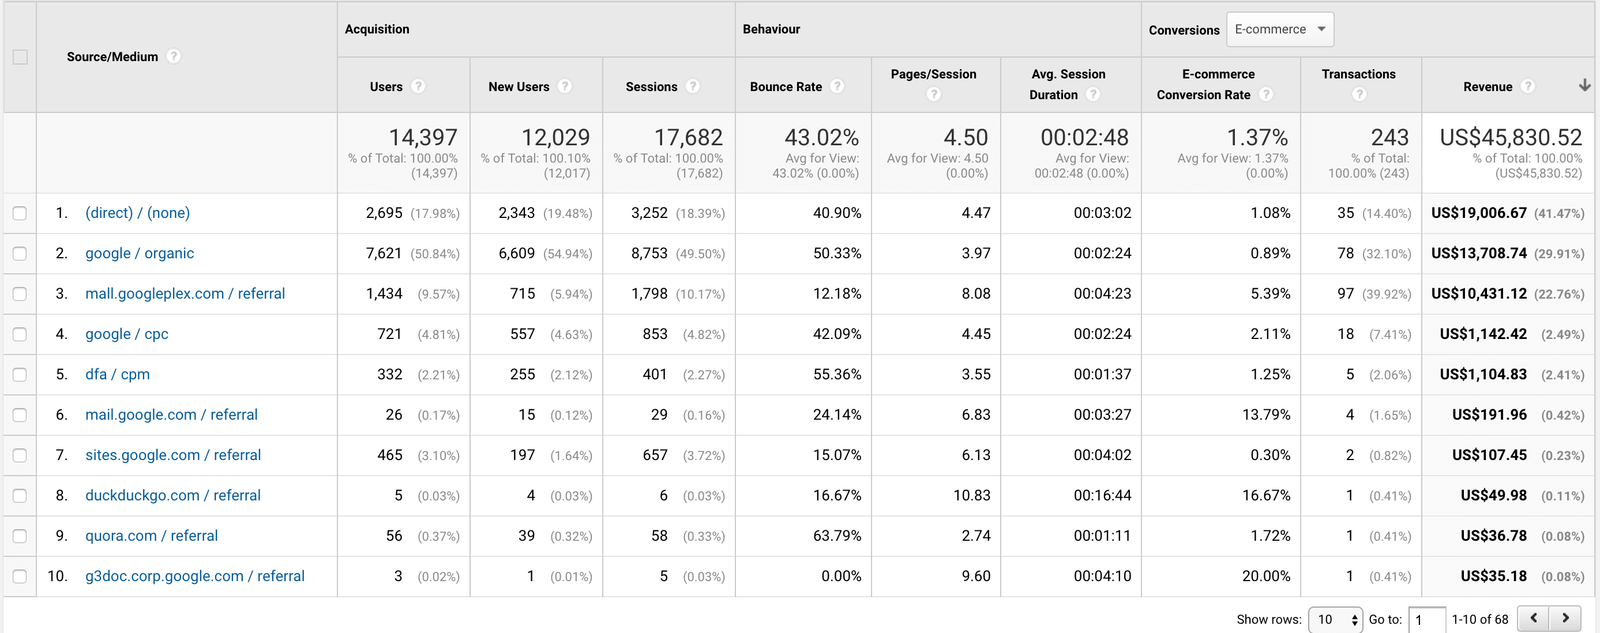 Acquisition Behaviour Conversions E-commerce
Source/Medium ?
Users ? New Users ? Sessions ? Bounce Rate ? Pages/Session ? Avg. Session Duration ? E-commerce Conversion Rate ? Transactions ? Revenue ?
14,397 12,029 17,682 43.02% 4.50 00:02:48 1.37% 243 US$45,830.52
% of Total: 100.00% % of Total: 100.10% % of Total: 100.00% Avg for View: Avg for View: 4.50 Avg for View: Avg for View: 1.37% % of Total: % of Total: 100.00%
(14,397) (12,017) (17,682) 43.02% (0.00%) (0.00%) 00:02:48 (0.00%) (0.00%) 100.00% (243) (US$45,830.52)
1. (direct) / (none) 2,695 (17.98%) 2,343 (19.48%) 3,252 (18.39%) 40.90% 4.47 00:03:02 1.08% 35 (14.40%) US$19,006.67 (41.47%)
2. google / organic 7,621 (50.84%) 6,609 (54.94%) 8,753 (49.50%) 50.33% 3.97 00:02:24 0.89% 78 (32.10%) US$13,708.74 (29.91%)
3. mall.googleplex.com / referral 1,434 (9.57%) 715 (5.94%) 1,798 (10.17%) 12.18% 8.08 00:04:23 5.39% 97 (39.92%) US$10,431.12 (22.76%)
4. google / cpc 721 (4.81%) 557 (4.63%) 853 (4.82%) 42.09% 4.45 00:02:24 2.11% 18 (7.41%) US$1,142.42 (2.49%)
5. dfa / cpm 332 (2.21%) 255 (2.12%) 401 (2.27%) 55.36% 3.55 00:01:37 1.25% 5 (2.06%) US$1,104.83 (2.41%)
6. mail.google.com / referral 26 (0.17%) 15 (0.12%) 29 (0.16%) 24.14% 6.83 00:03:27 13.79% 4 (1.65%) US$191.96 (0.42%)
7. sites.google.com / referral 465 (3.10%) 197 (1.64%) 657 (3.72%) 15.07% 6.13 00:04:02 0.30% 2 (0.82%) US$107.45 (0.23%)
8. duckduckgo.com / referral 5 (0.03%) 4 (0.03%) 6 (0.03%) 16.67% 10.83 00:16:44 16.67% 1 (0.41%) US$49.98 (0.11%)
9. quora.com / referral 56 (0.37%) 39 (0.32%) 58 (0.33%) 63.79% 2.74 00:01:11 1.72% 1 (0.41%) US$36.78 (0.08%)
10. g3doc.corp.google.com / referral 3 (0.02%) 1 (0.01%) 5 (0.03%) 0.00% 9.60 00:04:10 20.00% 1 (0.41%) US$35.18 (0.08%)
Show rows: 10 Go to: 1 1-10 of 68